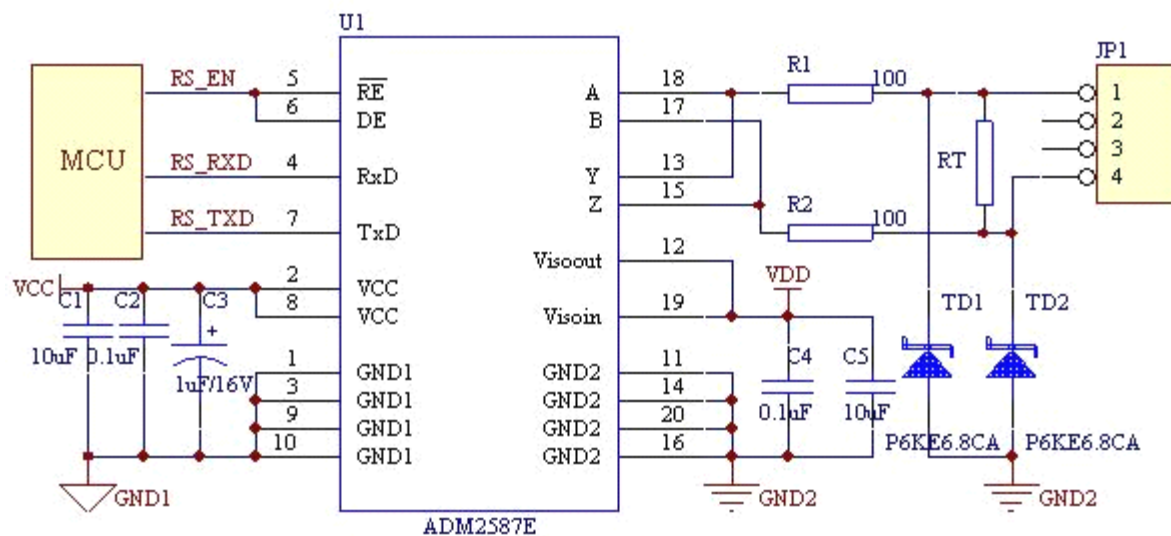 U1
JP1
MCU
RS_EN
RS_RXD
RS_TXD
5
6
4
7
2
8
1
3
9
10
RE
DE
RxD
TxD
VCC
VCC
GND1
GND1
GND1
GND1
A
B
Y
Z
Visoout
Visoin
GND2
GND2
GND2
GND2
18
17
13
15
12
19
11
14
20
16
R1
100
R2
100
RT
1
2
3
4
VCC
C1
C2
C3
+
10uF
0.1uF
1uF/16V
GND1
VDD
C4
C5
0.1uF
10uF
TD1
TD2
P6KE6.8CA
P6KE6.8CA
GND2
GND2
ADM2587E